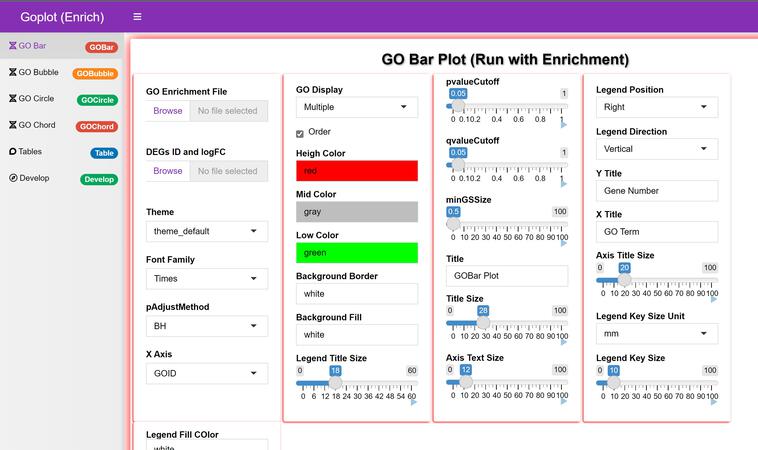 Goplot (Enrich)
GO Bar GOBar
GO Bubble GOBubble
GO Circle GOCircle
GO Chord GOChord
Tables Table
Develop Develop
GO Bar Plot (Run with Enrichment)
GO Enrichment File
Browse No file selected
DEGs ID and logFC
Browse No file selected
Theme
theme_default
Font Family
Times
pAdjustMethod
BH
X Axis
GOID
Legend Fill COlor
white
GO Display
Multiple
Order
Heigh Color
red
Mid Color
gray
Low Color
green
Background Border
white
Background Fill
white
Legend Title Size
0 18 60
0 6 12 18 24 30 36 42 48 54 60
pvalueCutoff
0.05 1
0 0.1 0.2 0.4 0.6 0.8 1
qvalueCutoff
0.05 1
0 0.1 0.2 0.4 0.6 0.8 1
minGSSize
0.5 100
0 10 20 30 40 50 60 70 80 90 100
Title
GOBar Plot
Title Size
0 28 100
0 10 20 30 40 50 60 70 80 90 100
Axis Text Size
0 12 100
0 10 20 30 40 50 60 70 80 90 100
Legend Position
Right
Legend Direction
Vertical
Y Title
Gene Number
X Title
GO Term
Axis Title Size
0 20 100
0 10 20 30 40 50 60 70 80 90 100
Legend Key Size Unit
mm
Legend Key Size
0 10 100
0 10 20 30 40 50 60 70 80 90 100